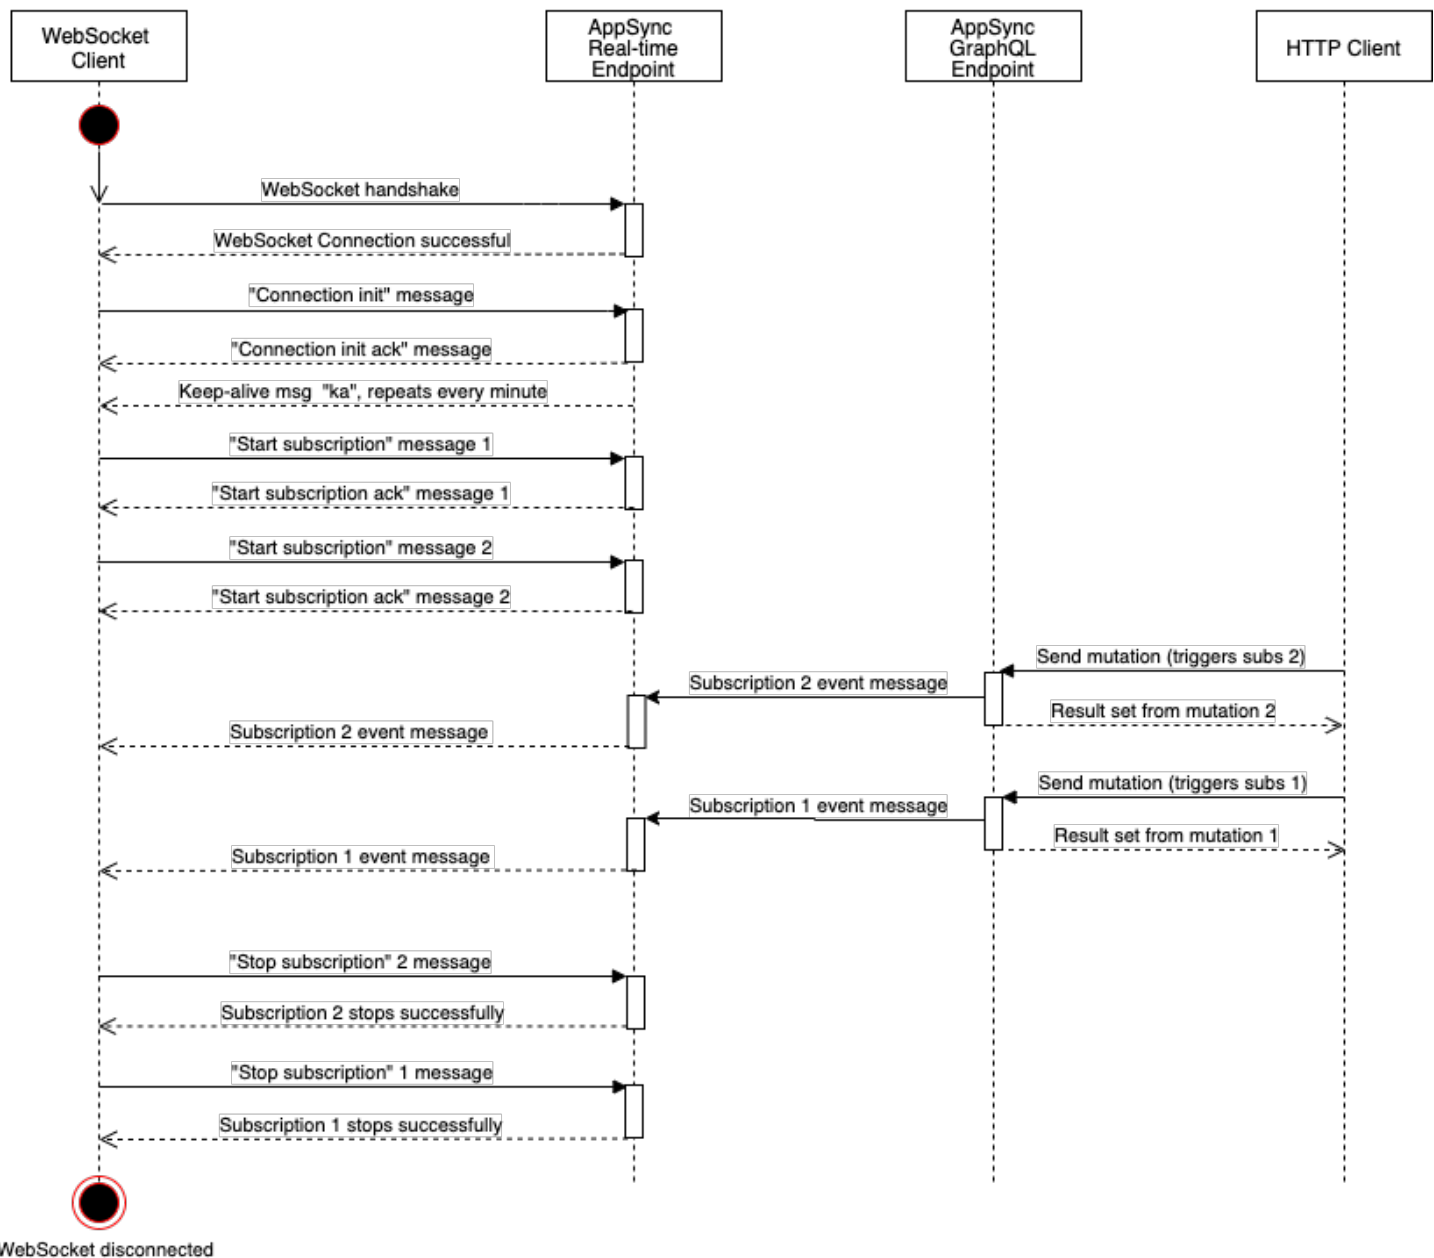 WebSocket
Client
AppSync
Real-time
Endpoint
AppSync
GraphQL
Endpoint
HTTP Client
WebSocket handshake
WebSocket Connection successful
"Connection init" message
"Connection init ack" message
Keep-alive msg "ka", repeats every minute
"Start subscription" message 1
"Start subscription ack" message 1
"Start subscription" message 2
"Start subscription ack" message 2
Send mutation (triggers subs 2)
Subscription 2 event message
Result set from mutation 2
Subscription 2 event message
Send mutation (triggers subs 1)
Subscription 1 event message
Result set from mutation 1
Subscription 1 event message
"Stop subscription" 2 message
Subscription 2 stops successfully
"Stop subscription" 1 message
Subscription 1 stops successfully
WebSocket disconnected